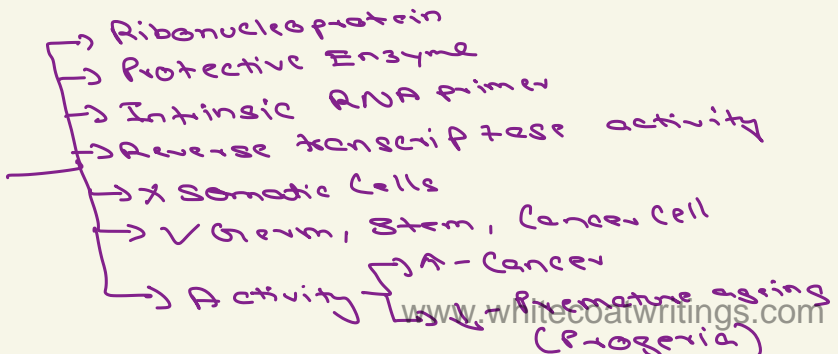 → Ribonucleoprotein
→ Protective Enzyme
→ Intrinsic RNA primer
→ Reverse transcriptase activity
→ X Somatic Cells
→ ✓ Germ, Stem, Cancer Cell
→ Activity
→ ↑ - Cancer
→ ↓ - Premature ageing
(Progeria)
www.whitecoatwritings.com